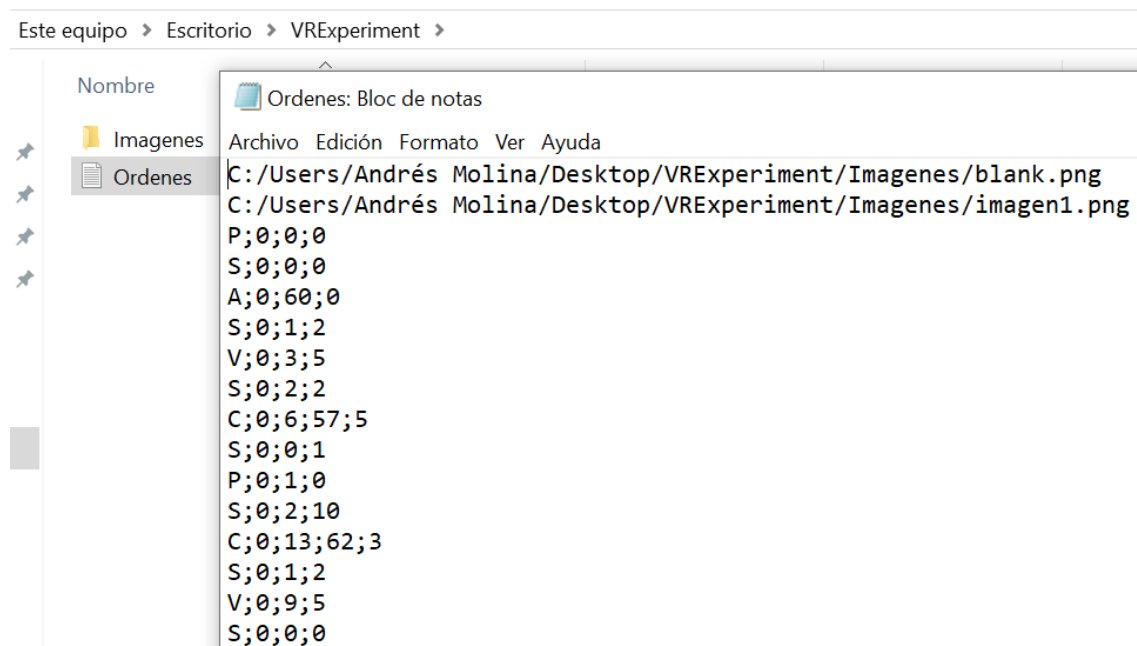 Este equipo > Escritorio > VRExperiment >
Nombre
Imagenes
Ordenes
Ordenes: Bloc de notas
Archivo Edición Formato Ver Ayuda
C:/Users/Andrés Molina/Desktop/VRExperiment/Imagenes/blank.png
C:/Users/Andrés Molina/Desktop/VRExperiment/Imagenes/imagen1.png
P;0;0;0
S;0;0;0
A;0;60;0
S;0;1;2
V;0;3;5
S;0;2;2
C;0;6;57;5
S;0;0;1
P;0;1;0
S;0;2;10
C;0;13;62;3
S;0;1;2
V;0;9;5
S;0;0;0